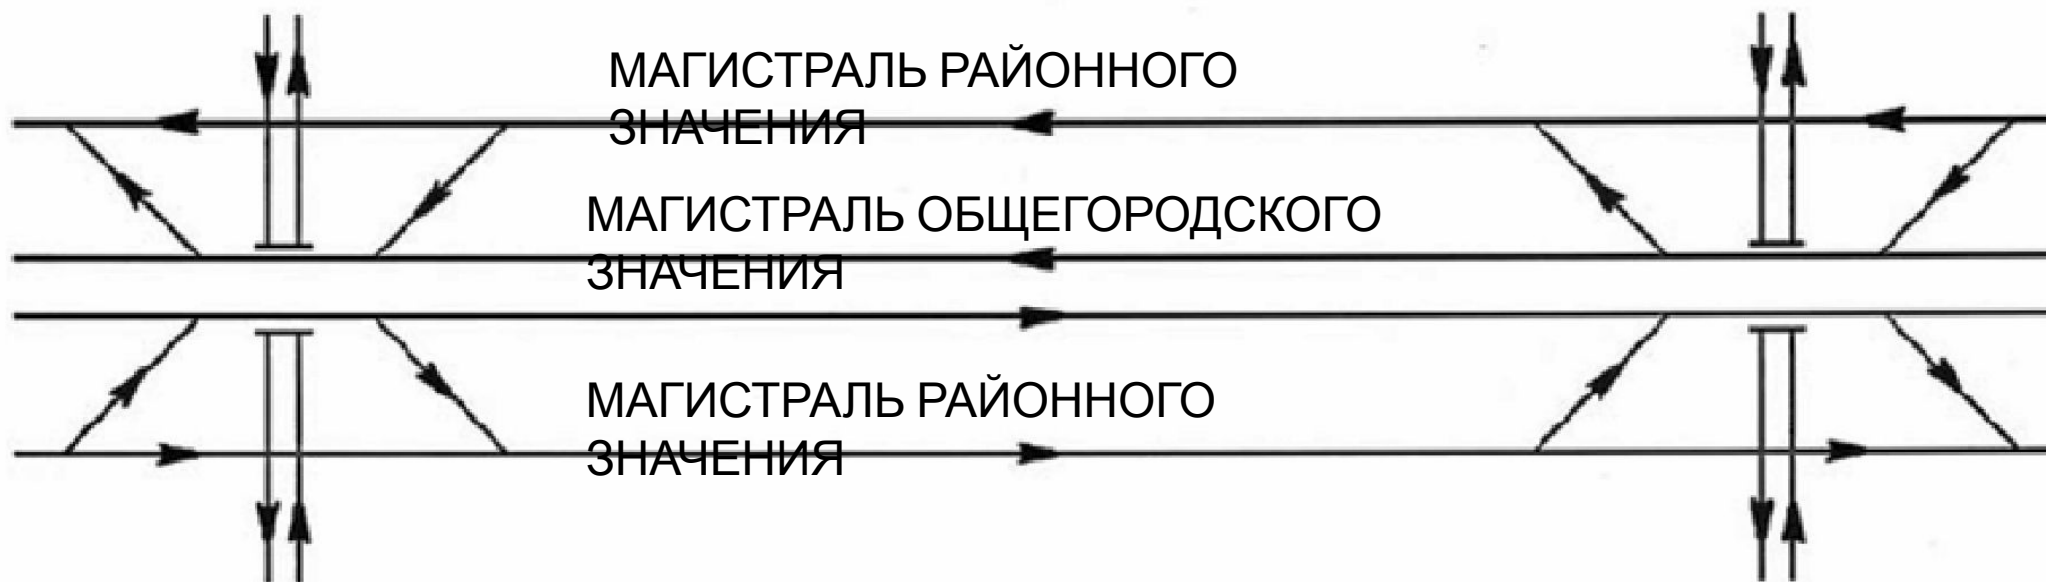 МАГИСТРАЛЬ РАЙОННОГО
ЗНАЧЕНИЯ
МАГИСТРАЛЬ ОБЩЕГОРОДСКОГО
ЗНАЧЕНИЯ
МАГИСТРАЛЬ РАЙОННОГО
ЗНАЧЕНИЯ